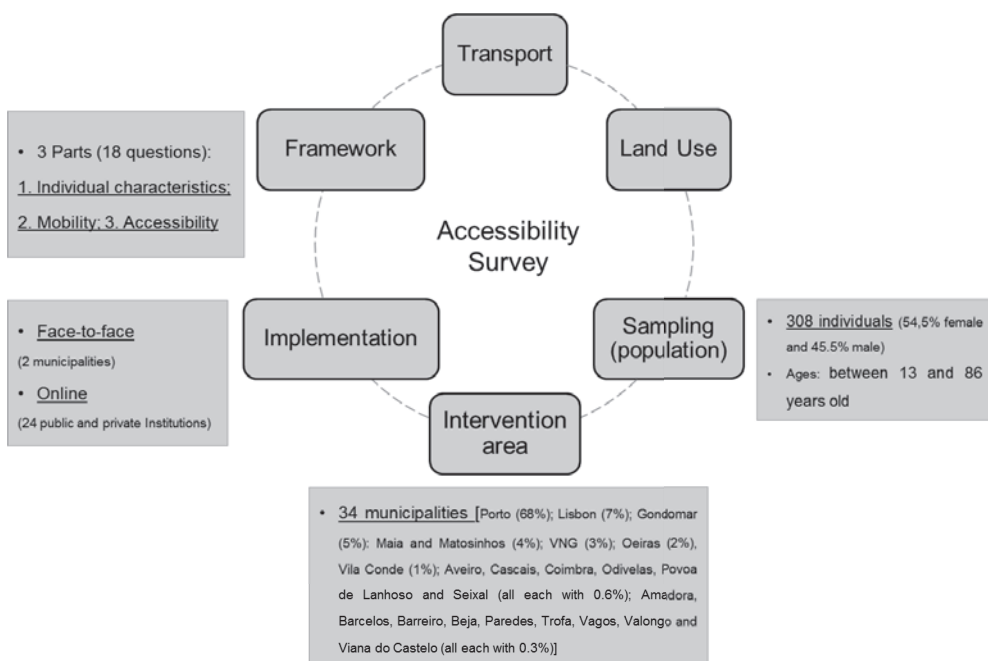 Transport
Framework
Land Use
• 3 Parts (18 questions):
1. Individual characteristics;
2. Mobility; 3. Accessibility
Accessibility
Survey
Implementation
Sampling
(population)
• Face-to-face
(2 municipalities)
• Online
(24 public and private Institutions)
• 308 individuals (54,5% female
and 45.5% male)
• Ages: between 13 and 86
years old
Intervention
area
• 34 municipalities [Porto (68%); Lisbon (7%); Gondomar
(5%): Maia and Matosinhos (4%); VNG (3%); Oeiras (2%),
Vila Conde (1%); Aveiro, Cascais, Coimbra, Odivelas, Povoa
de Lanhoso and Seixal (all each with 0.6%); Amadora,
Barcelos, Barreiro, Beja, Paredes, Trofa, Vagos, Valongo and
Viana do Castelo (all each with 0.3%)]